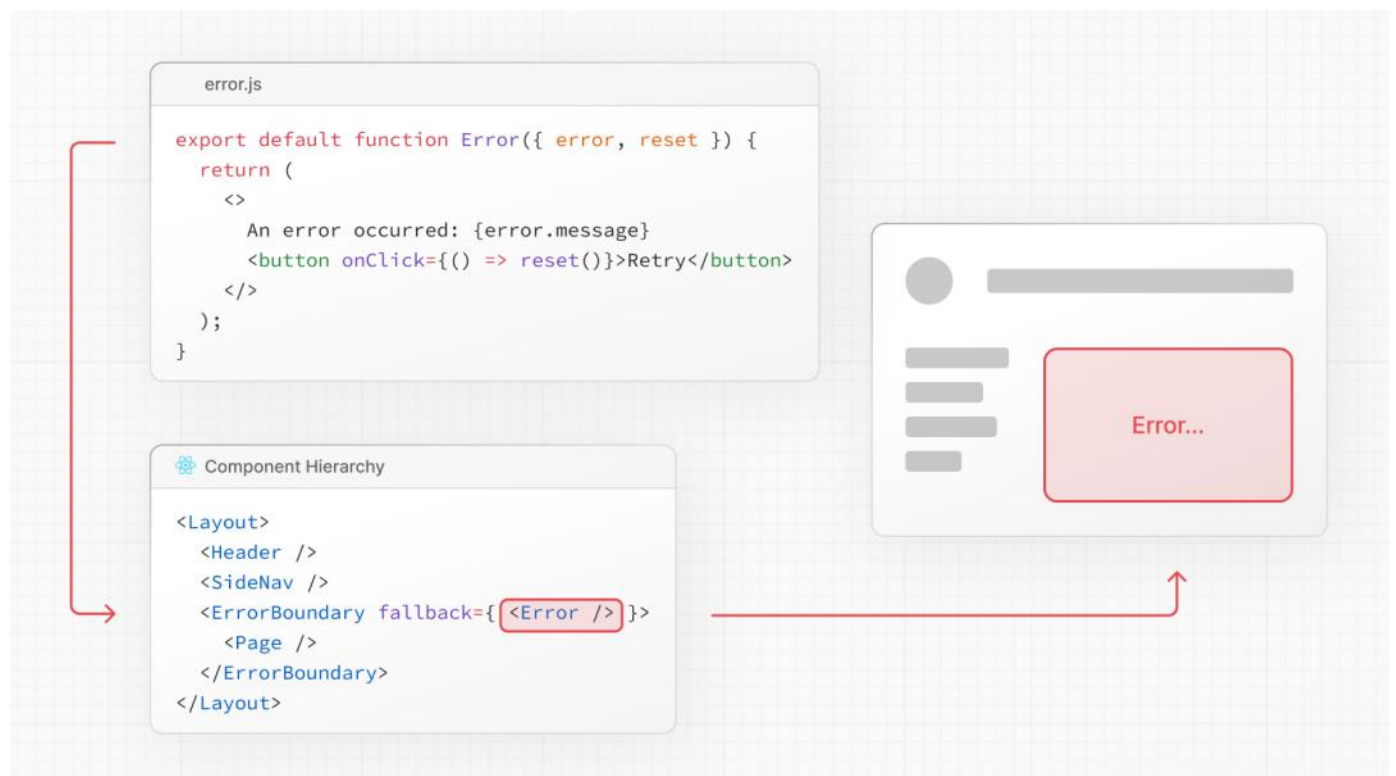 error.js
export default function Error({ error, reset }) {
  return (
    <>
      An error occurred: {error.message}
      <button onClick={() => reset()}>Retry</button>
    </>
  );
}
Component Hierarchy
<Layout>
  <Header />
  <SideNav />
  <ErrorBoundary fallback={ <Error /> }>
    <Page />
  </ErrorBoundary>
</Layout>
Error...